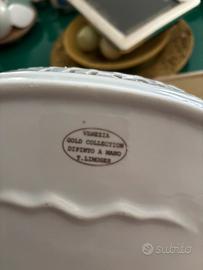 VENEZIA
GOLD COLLECTION
DIPINTO A MANO
T. LIMOGES
subito